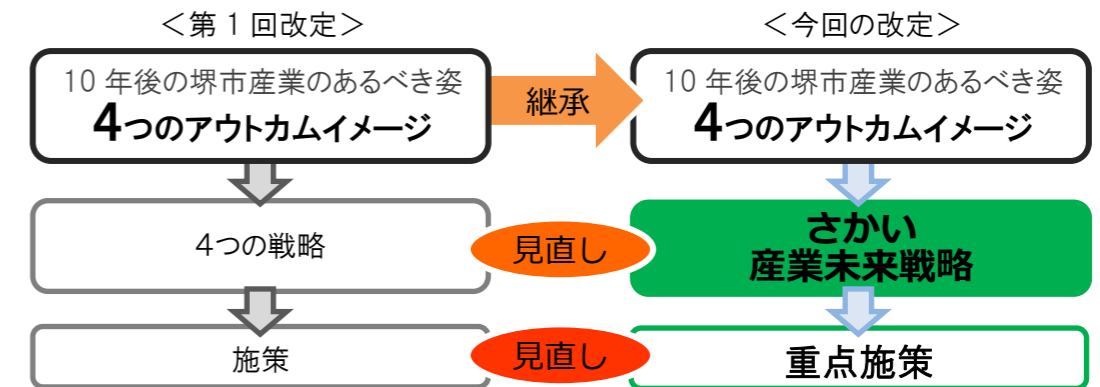 ＜第１回改定＞
＜今回の改定＞
10 年後の堺市産業のあるべき姿
4つのアウトカムイメージ
継承
10 年後の堺市産業のあるべき姿
4つのアウトカムイメージ
4つの戦略
見直し
さかい
産業未来戦略
施策
見直し
重点施策